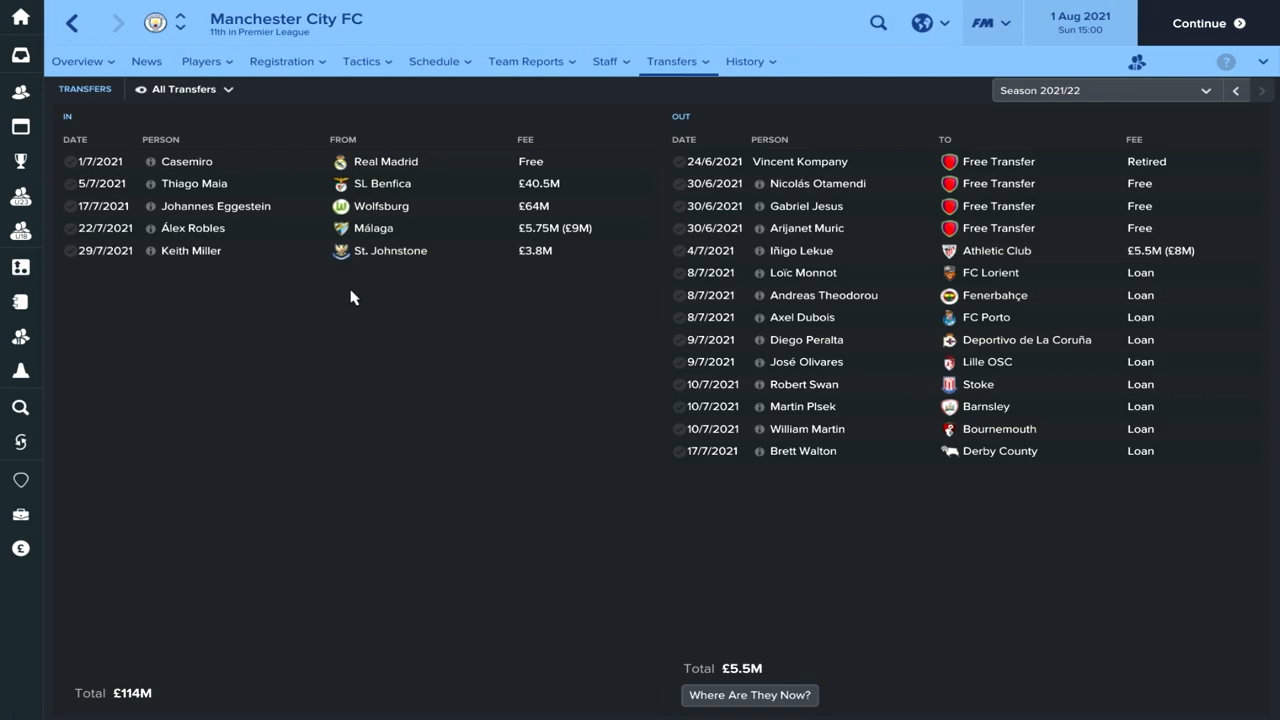 Manchester City FC
11th in Premier League
FM
1 Aug 2021
Sun 15:00
Continue
Overview News Players Registration Tactics Schedule Team Reports Staff Transfers History ?
TRANSFERS All Transfers Season 2021/22
U23
U18
IN
DATE PERSON FROM FEE
1/7/2021 Casemiro Real Madrid Free
5/7/2021 Thiago Maia SL Benfica £40.5M
17/7/2021 Johannes Eggestein Wolfsburg £64M
22/7/2021 Álex Robles Málaga £5.75M (£9M)
29/7/2021 Keith Miller St. Johnstone £3.8M
Total £114M
OUT
DATE PERSON TO FEE
24/6/2021 Vincent Kompany Free Transfer Retired
30/6/2021 Nicolás Otamendi Free Transfer Free
30/6/2021 Gabriel Jesus Free Transfer Free
30/6/2021 Arijanet Muric Free Transfer Free
4/7/2021 Iñigo Lekue Athletic Club £5.5M (£8M)
8/7/2021 Loïc Monnot FC Lorient Loan
8/7/2021 Andreas Theodorou Fenerbahçe Loan
8/7/2021 Axel Dubois FC Porto Loan
9/7/2021 Diego Peralta Deportivo de La Coruña Loan
9/7/2021 José Olivares Lille OSC Loan
10/7/2021 Robert Swan Stoke Loan
10/7/2021 Martin Plsek Barnsley Loan
10/7/2021 William Martin Bournemouth Loan
17/7/2021 Brett Walton Derby County Loan
Total £5.5M
Where Are They Now?